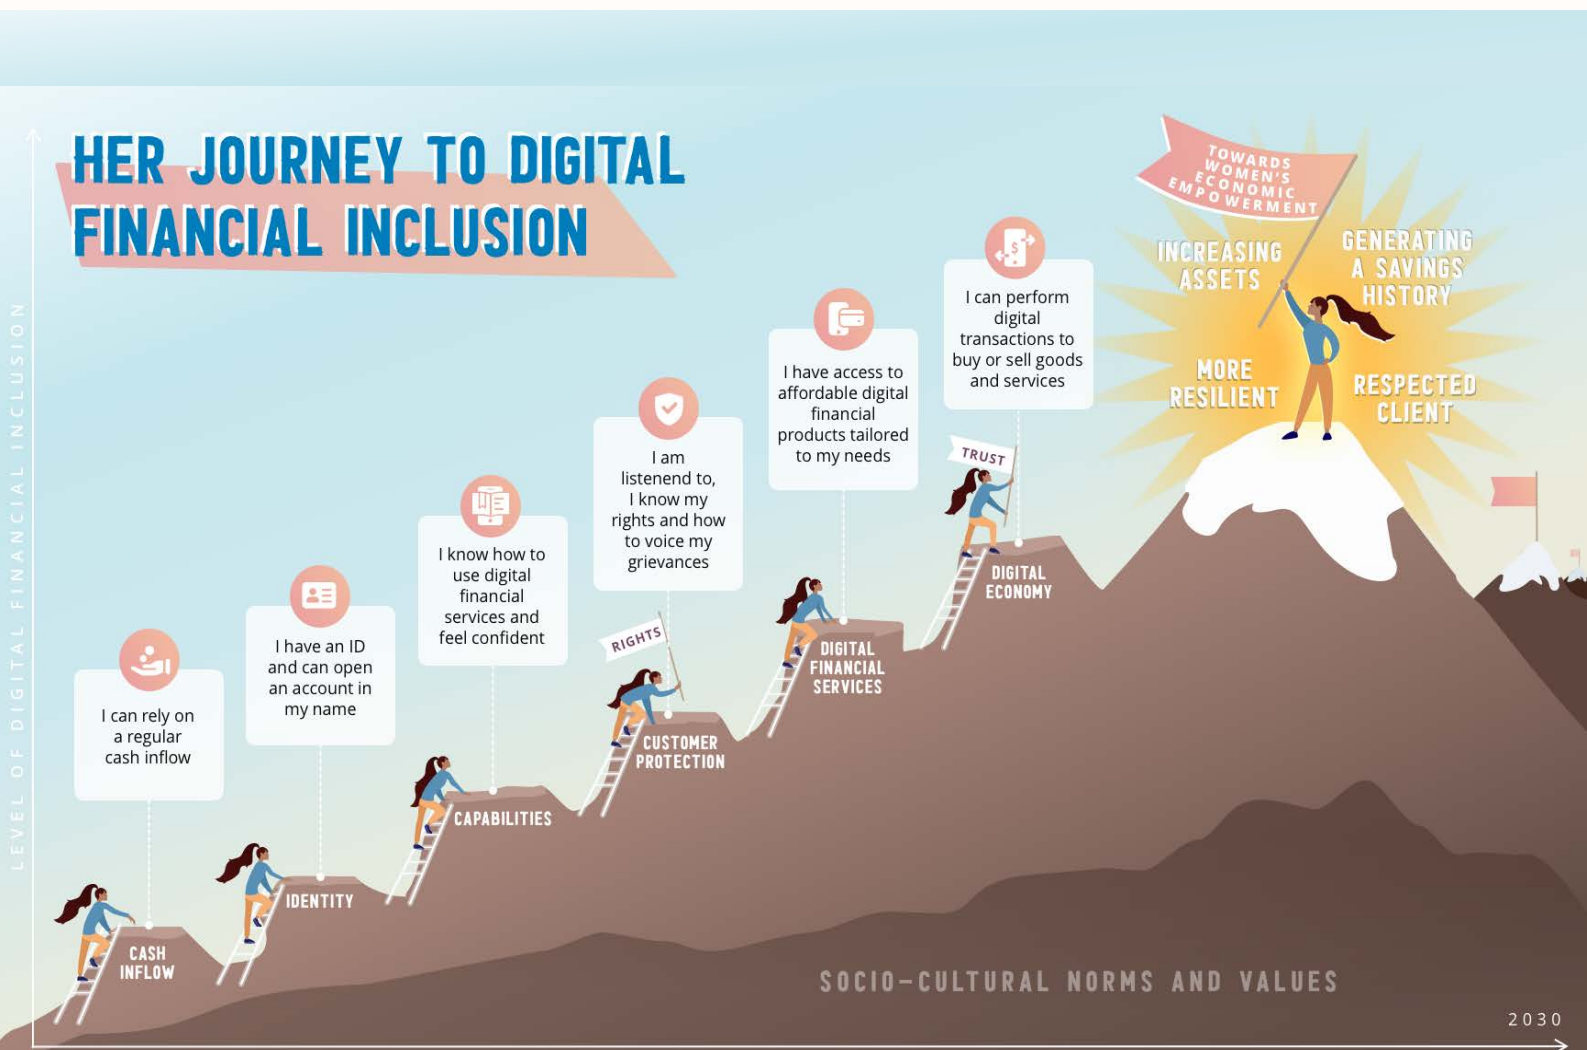 HER JOURNEY TO DIGITAL
FINANCIAL INCLUSION
LEVEL OF DIGITAL FINANCIAL INCLUSION
I can rely on
a regular
cash inflow
CASH
INFLOW
I have an ID
and can open
an account in
my name
IDENTITY
I know how to
use digital
financial
services and
feel confident
CAPABILITIES
I am
listenend to,
I know my
rights and how
to voice my
grievances
RIGHTS
CUSTOMER
PROTECTION
I have access to
affordable digital
financial
products tailored
to my needs
DIGITAL
FINANCIAL
SERVICES
I can perform
digital
transactions to
buy or sell goods
and services
TRUST
DIGITAL
ECONOMY
TOWARDS
WOMEN'S
ECONOMIC
EMPOWERMENT
INCREASING
ASSETS
GENERATING
A SAVINGS
HISTORY
MORE
RESILIENT
RESPECTED
CLIENT
SOCIO-CULTURAL NORMS AND VALUES
2030